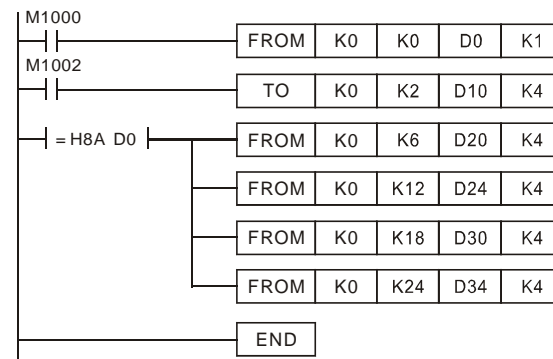 M1000
FROM K0 K0 D0 K1
M1002
TO K0 K2 D10 K4
= H8A D0 FROM K0 K6 D20 K4
FROM K0 K12 D24 K4
FROM K0 K18 D30 K4
FROM K0 K24 D34 K4
END